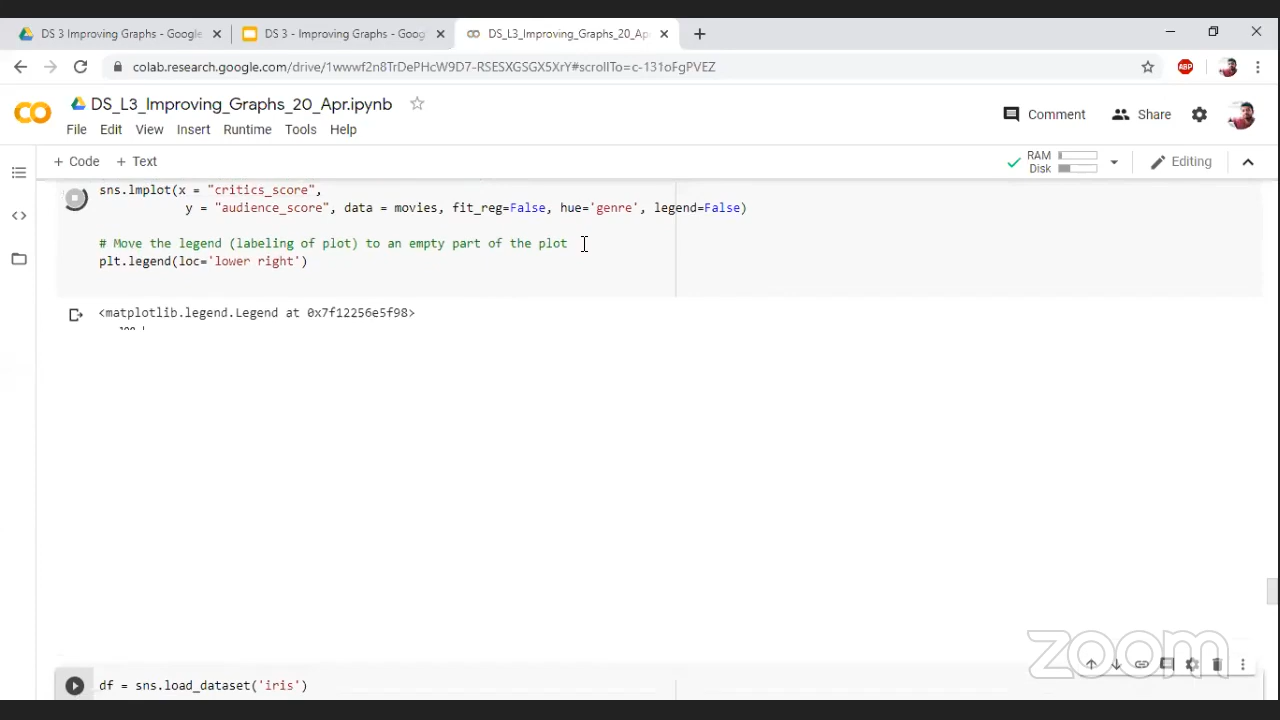 DS 3 Improving Graphs - Google
DS 3 - Improving Graphs - Goog
DS_L3_Improving_Graphs_20_Apr
colab.research.google.com/drive/1wwwf2n8TrDePHcW9D7-RSESXGSGX5XrY#scrollTo=c-131oFgPVEZ
ABP
DS_L3_Improving_Graphs_20_Apr.ipynb
Comment
Share
File Edit View Insert Runtime Tools Help
+ Code + Text
RAM
Disk
Editing
sns.lmplot(x = "critics_score",
y = "audience_score", data = movies, fit_reg=False, hue='genre', legend=False)
# Move the legend (labeling of plot) to an empty part of the plot
plt.legend(loc='lower right')
<matplotlib.legend.Legend at 0x7f12256e5f98>
100
zoom
df = sns.load_dataset('iris')